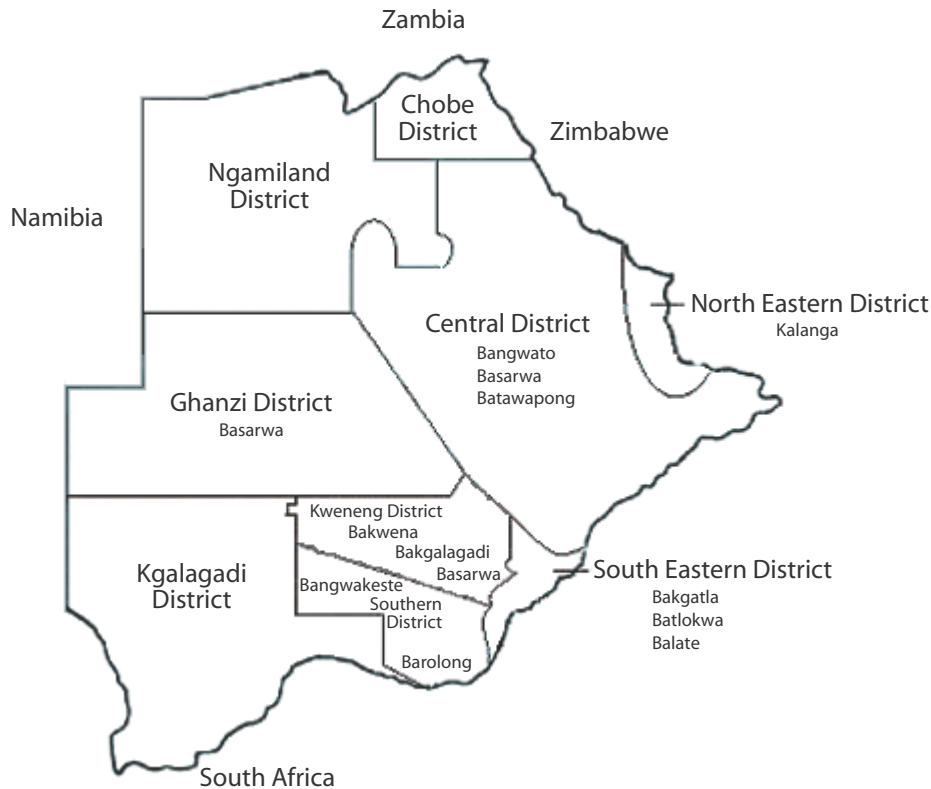 Zambia
Chobe
District
Zimbabwe
Ngamiland
District
Namibia
North Eastern District
Kalanga
Central District
Bangwato
Basarwa
Batawapong
Ghanzi District
Basarwa
Kweneng District
Bakwena
Bakgalagadi
Basarwa
Kgalagadi
District
Bangwakeste
Southern
District
Barolong
South Eastern District
Bakgatla
Batlokwa
Balate
South Africa